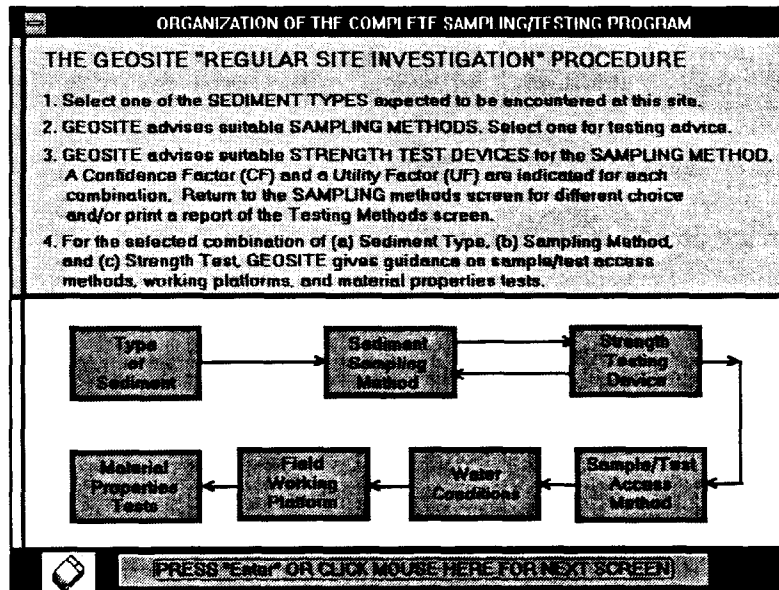 ORGANIZATION OF THE COMPLETE SAMPLING/TESTING PROGRAM
THE GEOSITE "REGULAR SITE INVESTIGATION" PROCEDURE
1. Select one of the SEDIMENT TYPES expected to be encountered at this site.
2. GEOSITE advises suitable SAMPLING METHODS. Select one for testing advice.
3. GEOSITE advises suitable STRENGTH TEST DEVICES for the SAMPLING METHOD.
A Confidence Factor (CF) and a Utility Factor (UF) are indicated for each
combination. Return to the SAMPLING methods screen for different choice
and/or print a report of the Testing Methods screen.
4. For the selected combination of (a) Sediment Type, (b) Sampling Method,
and (c) Strength Test, GEOSITE gives guidance on sample/test access
methods, working platforms, and material properties tests.
Type
of
Sediment
Sediment
Sampling
Method
Strength
Testing
Device
Material
Properties
Tests
Field
Working
Platform
Water
Conditions
Sample/Test
Access
Method
PRESS "Enter" OR CLICK MOUSE HERE FOR NEXT SCREEN